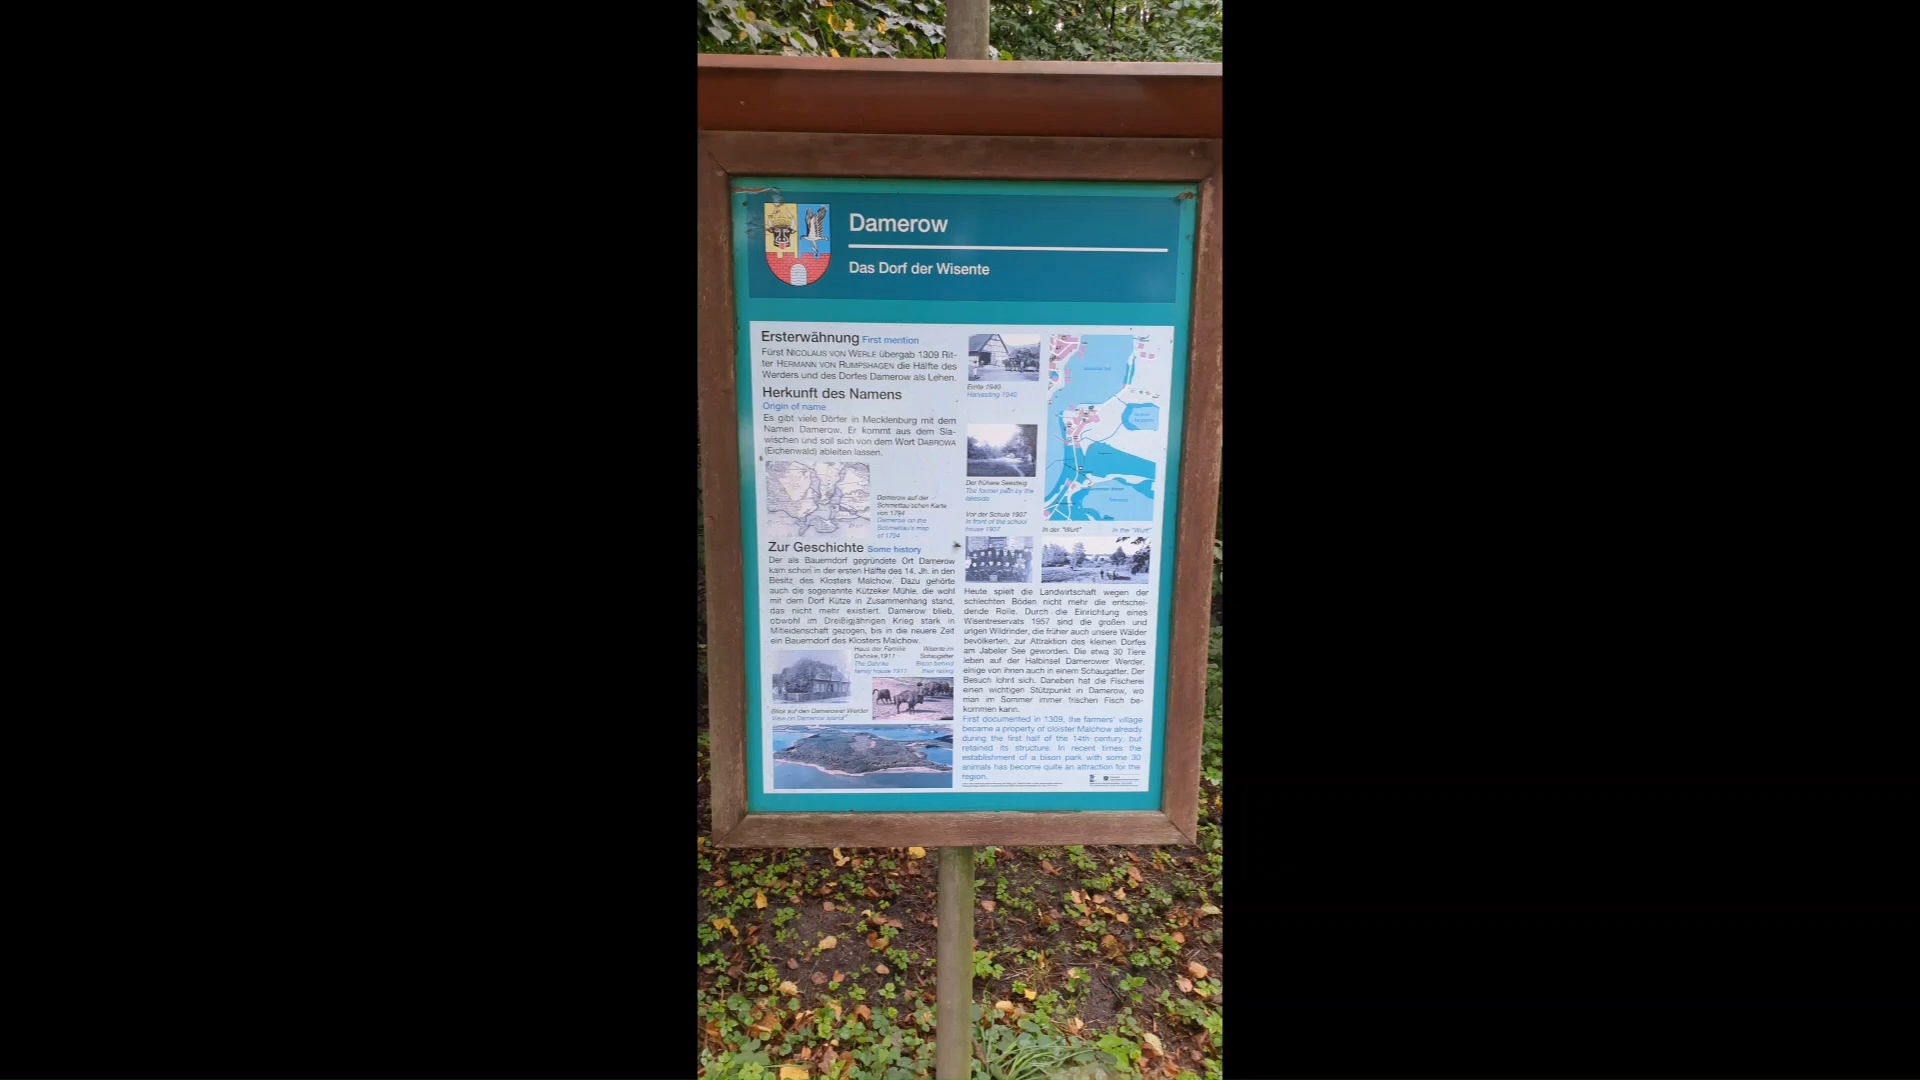 Damerow
Das Dorf der Wisente
Ersterwähnung First mention
Fürst NICOLAUS VON WERLE übergab 1309 Rit-
ter HERMANN VON RUMPSHAGEN die Hälfte des
Werders und des Dorfes Damerow als Lehen.
Herkunft des Namens
Origin of name
Es gibt viele Dörfer in Mecklenburg mit dem
Namen Damerow. Er kommt aus dem Sla-
wischen und soll sich von dem Wort DABROWA
(Eichenwald) ableiten lassen.
Damerow auf der
Schmettau'schen Karte
von 1794
Damerow on the
Schmettau's map
of 1794
Zur Geschichte Some history
Der als Bauerndorf gegründete Ort Damerow
kam schon in der ersten Hälfte des 14. Jh. in den
Besitz des Klosters Malchow. Dazu gehörte
auch die sogenannte Kützeker Mühle, die wohl
mit dem Dorf Kütze in Zusammenhang stand,
das nicht mehr existiert. Damerow blieb,
obwohl im Dreißigjährigen Krieg stark in
Mitleidenschaft gezogen, bis in die neuere Zeit
ein Bauerndorf des Klosters Malchow.
Haus der Familie
Dahnke, 1911
The Dahnke
family house 1911
Wisente im
Schaugatter
Bison behind
their railing
Blick auf den Damerower Werder
View on Damerow island
Ernte 1940
Harvesting 1940
Der frühere Seesteig
The former path by the
lakeside
Vor der Schule 1907
In front of the school
house 1907
In der "Wurt"
In the "Wurt"
Heute spielt die Landwirtschaft wegen der
schlechten Böden nicht mehr die entschei-
dende Rolle. Durch die Einrichtung eines
Wisentreservats 1957 sind die großen und
urigen Wildrinder, die früher auch unsere Wälder
bevölkerten, zur Attraktion des kleinen Dorfes
am Jabeler See geworden. Die etwa 30 Tiere
leben auf der Halbinsel Damerower Werder,
einige von ihnen auch in einem Schaugatter. Der
Besuch lohnt sich. Daneben hat die Fischerei
einen wichtigen Stützpunkt in Damerow, wo
man im Sommer immer frischen Fisch be-
kommen kann.
First documented in 1309, the farmers' village
became a property of cloister Malchow already
during the first half of the 14th century, but
retained its structure. In recent times the
establishment of a bison park with some 30
animals has become quite an attraction for the
region.